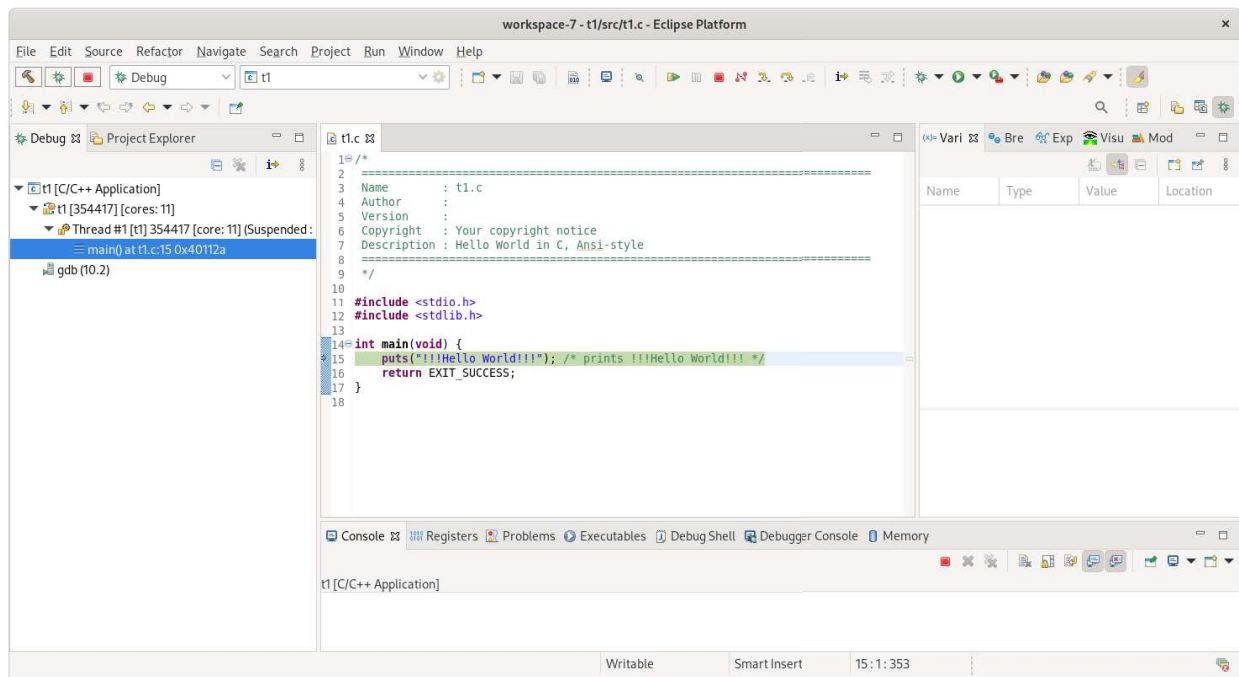 workspace-7 - t1/src/t1.c - Eclipse Platform
File Edit Source Refactor Navigate Search Project Run Window Help
Debug t1
Debug Project Explorer
t1 [C/C++ Application]
t1 [354417] [cores: 11]
Thread #1 [t1] 354417 [core: 11] (Suspended :
main() at t1.c:15 0x40112a
gdb (10.2)
t1.c
1 /*
2 ============================================================================
3 Name : t1.c
4 Author :
5 Version :
6 Copyright : Your copyright notice
7 Description : Hello World in C, Ansi-style
8 ============================================================================
9 */
10
11 #include <stdio.h>
12 #include <stdlib.h>
13
14 int main(void) {
15 puts("!!!Hello World!!!"); /* prints !!!Hello World!!! */
16 return EXIT_SUCCESS;
17 }
18
(x)= Vari Bre Exp Visu Mod
Name Type Value Location
Console Registers Problems Executables Debug Shell Debugger Console Memory
t1 [C/C++ Application]
Writable Smart Insert 15 : 1 : 353